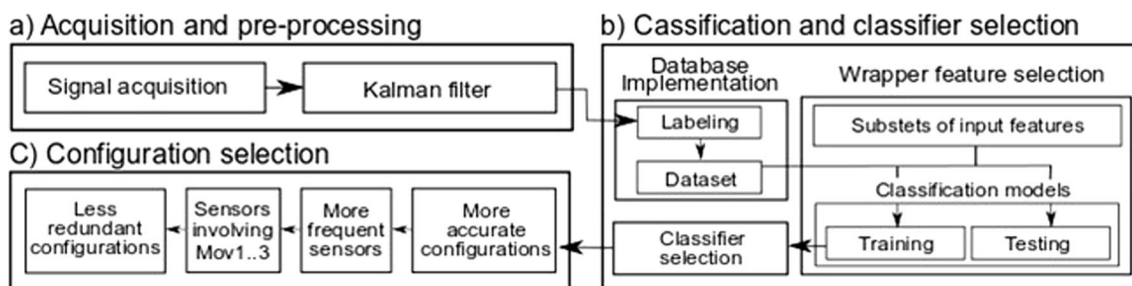 a) Acquisition and pre-processing
Signal acquisition
Kalman filter
b) Cassification and classifier selection
Database
Implementation
Labeling
Dataset
Wrapper feature selection
Substets of input features
Classification models
Training
Testing
Classifier
selection
C) Configuration selection
More
accurate
configurations
More
frequent
sensors
Sensors
involving
Mov1..3
Less
redundant
configurations